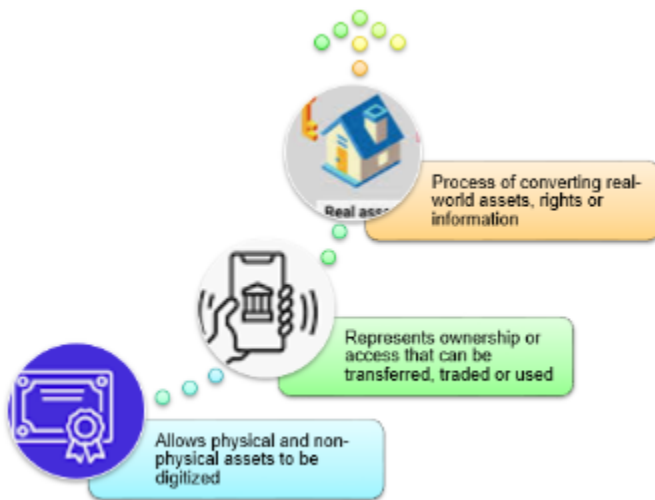 Real asse
Process of converting real-
world assets, rights or
information
Represents ownership or
access that can be
transferred, traded or used
Allows physical and non-
physical assets to be
digitized